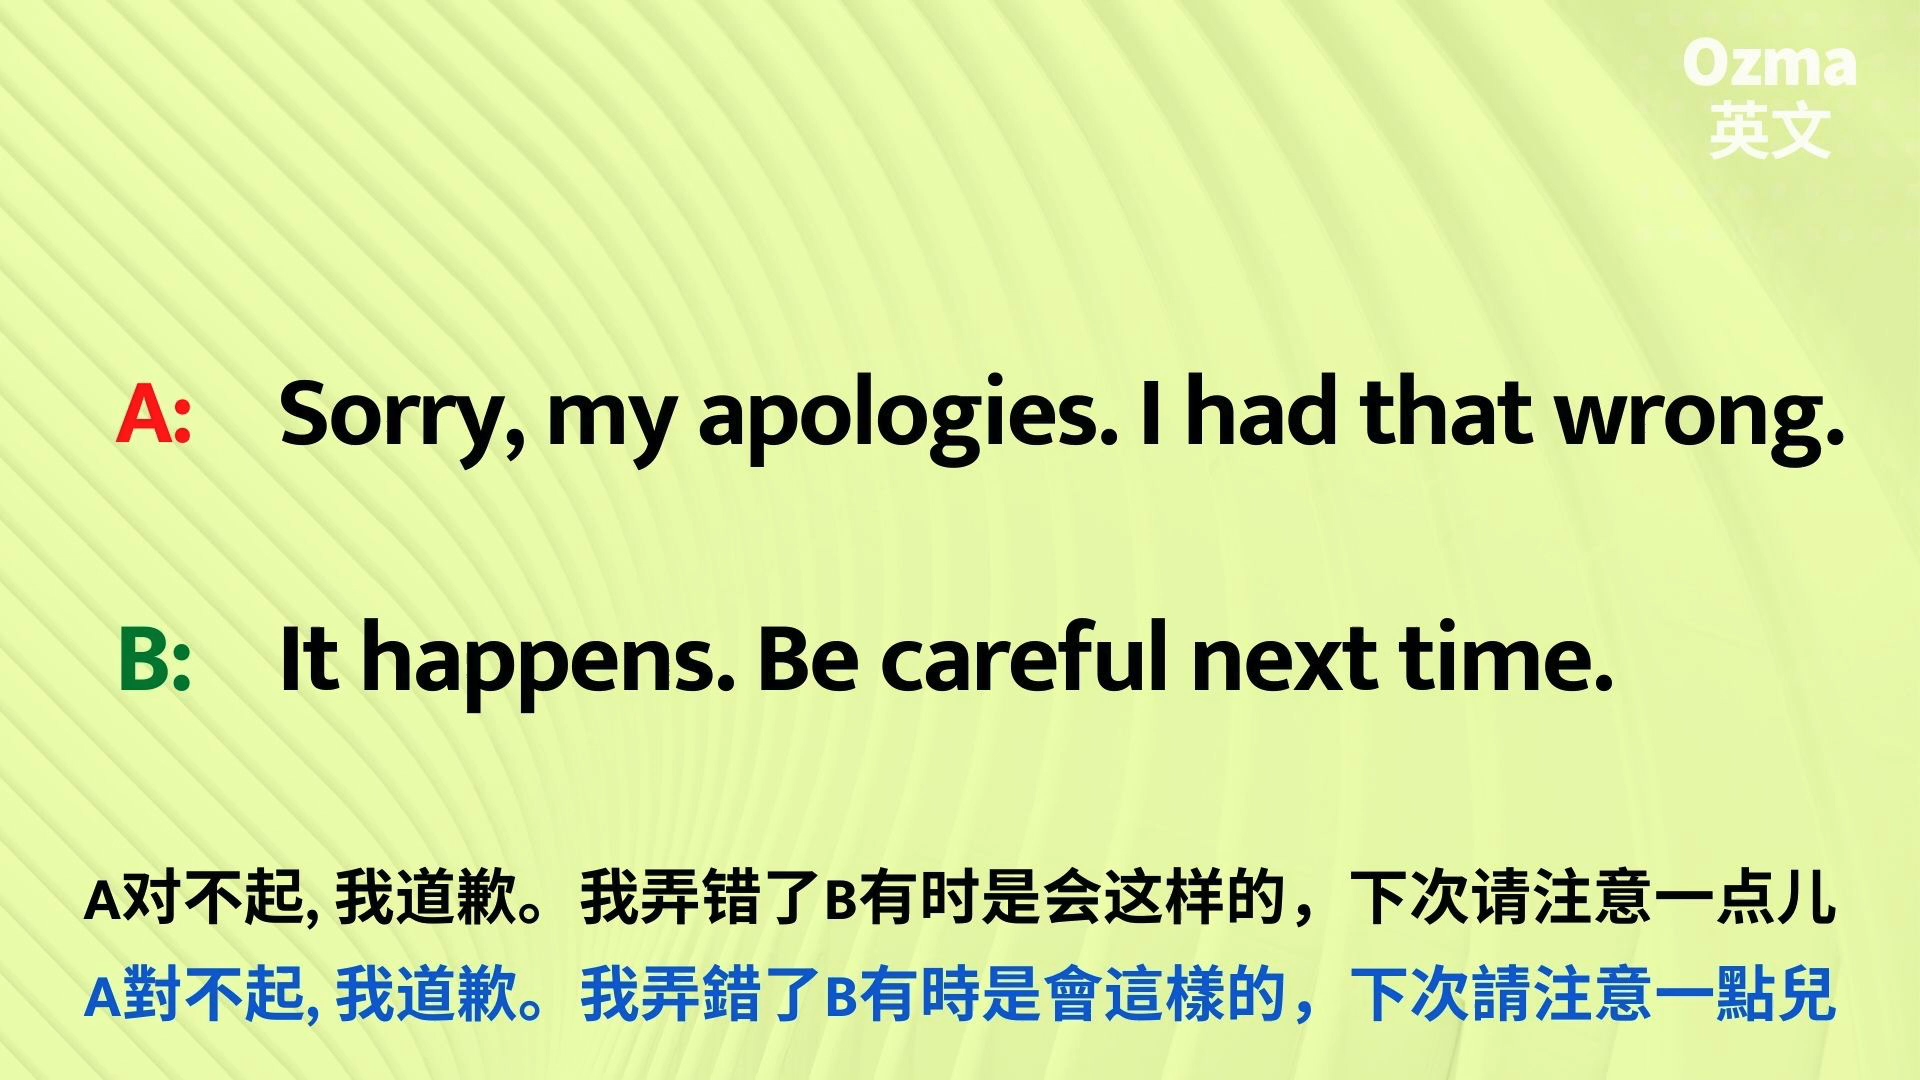 Ozma
英文
A: Sorry, my apologies. I had that wrong.
B: It happens. Be careful next time.
A对不起, 我道歉。我弄错了B有时是会这样的，下次请注意一点儿
A對不起, 我道歉。我弄錯了B有時是會這樣的，下次請注意一點兒